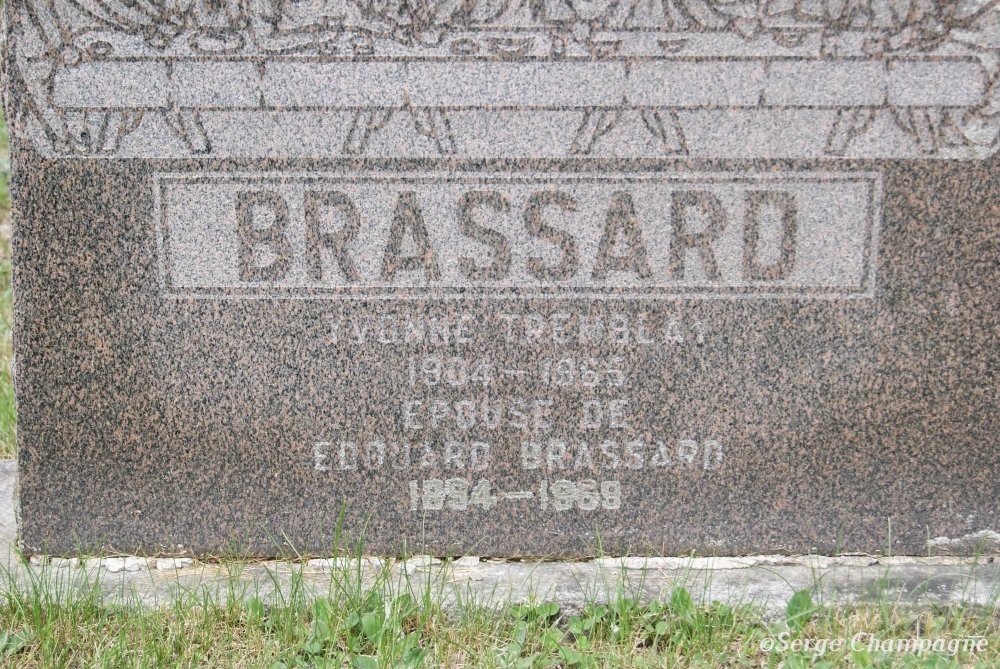 BRASSARD
YVONNE TREMBLAY
1904 — 1965
EPOUSE DE
EDOUARD BRASSARD
1894 — 1969
©Serge Champagne